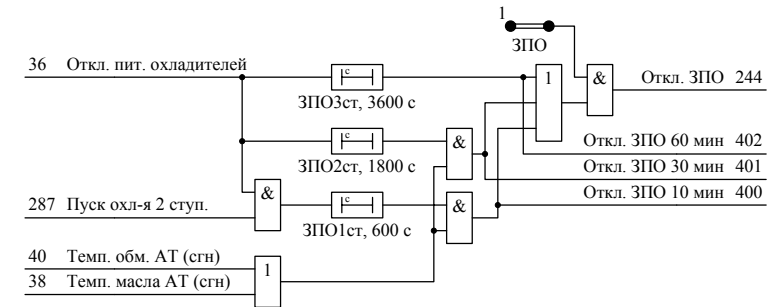 1
ЗПО
36 Откл. пит. охладителей
с
ЗПО3ст, 3600 с
1
&
Откл. ЗПО 244
с
ЗПО2ст, 1800 с
&
Откл. ЗПО 60 мин 402
Откл. ЗПО 30 мин 401
Откл. ЗПО 10 мин 400
287 Пуск охл-я 2 ступ.
&
с
ЗПО1ст, 600 с
&
40 Темп. обм. АТ (сгн)
38 Темп. масла АТ (сгн)
1